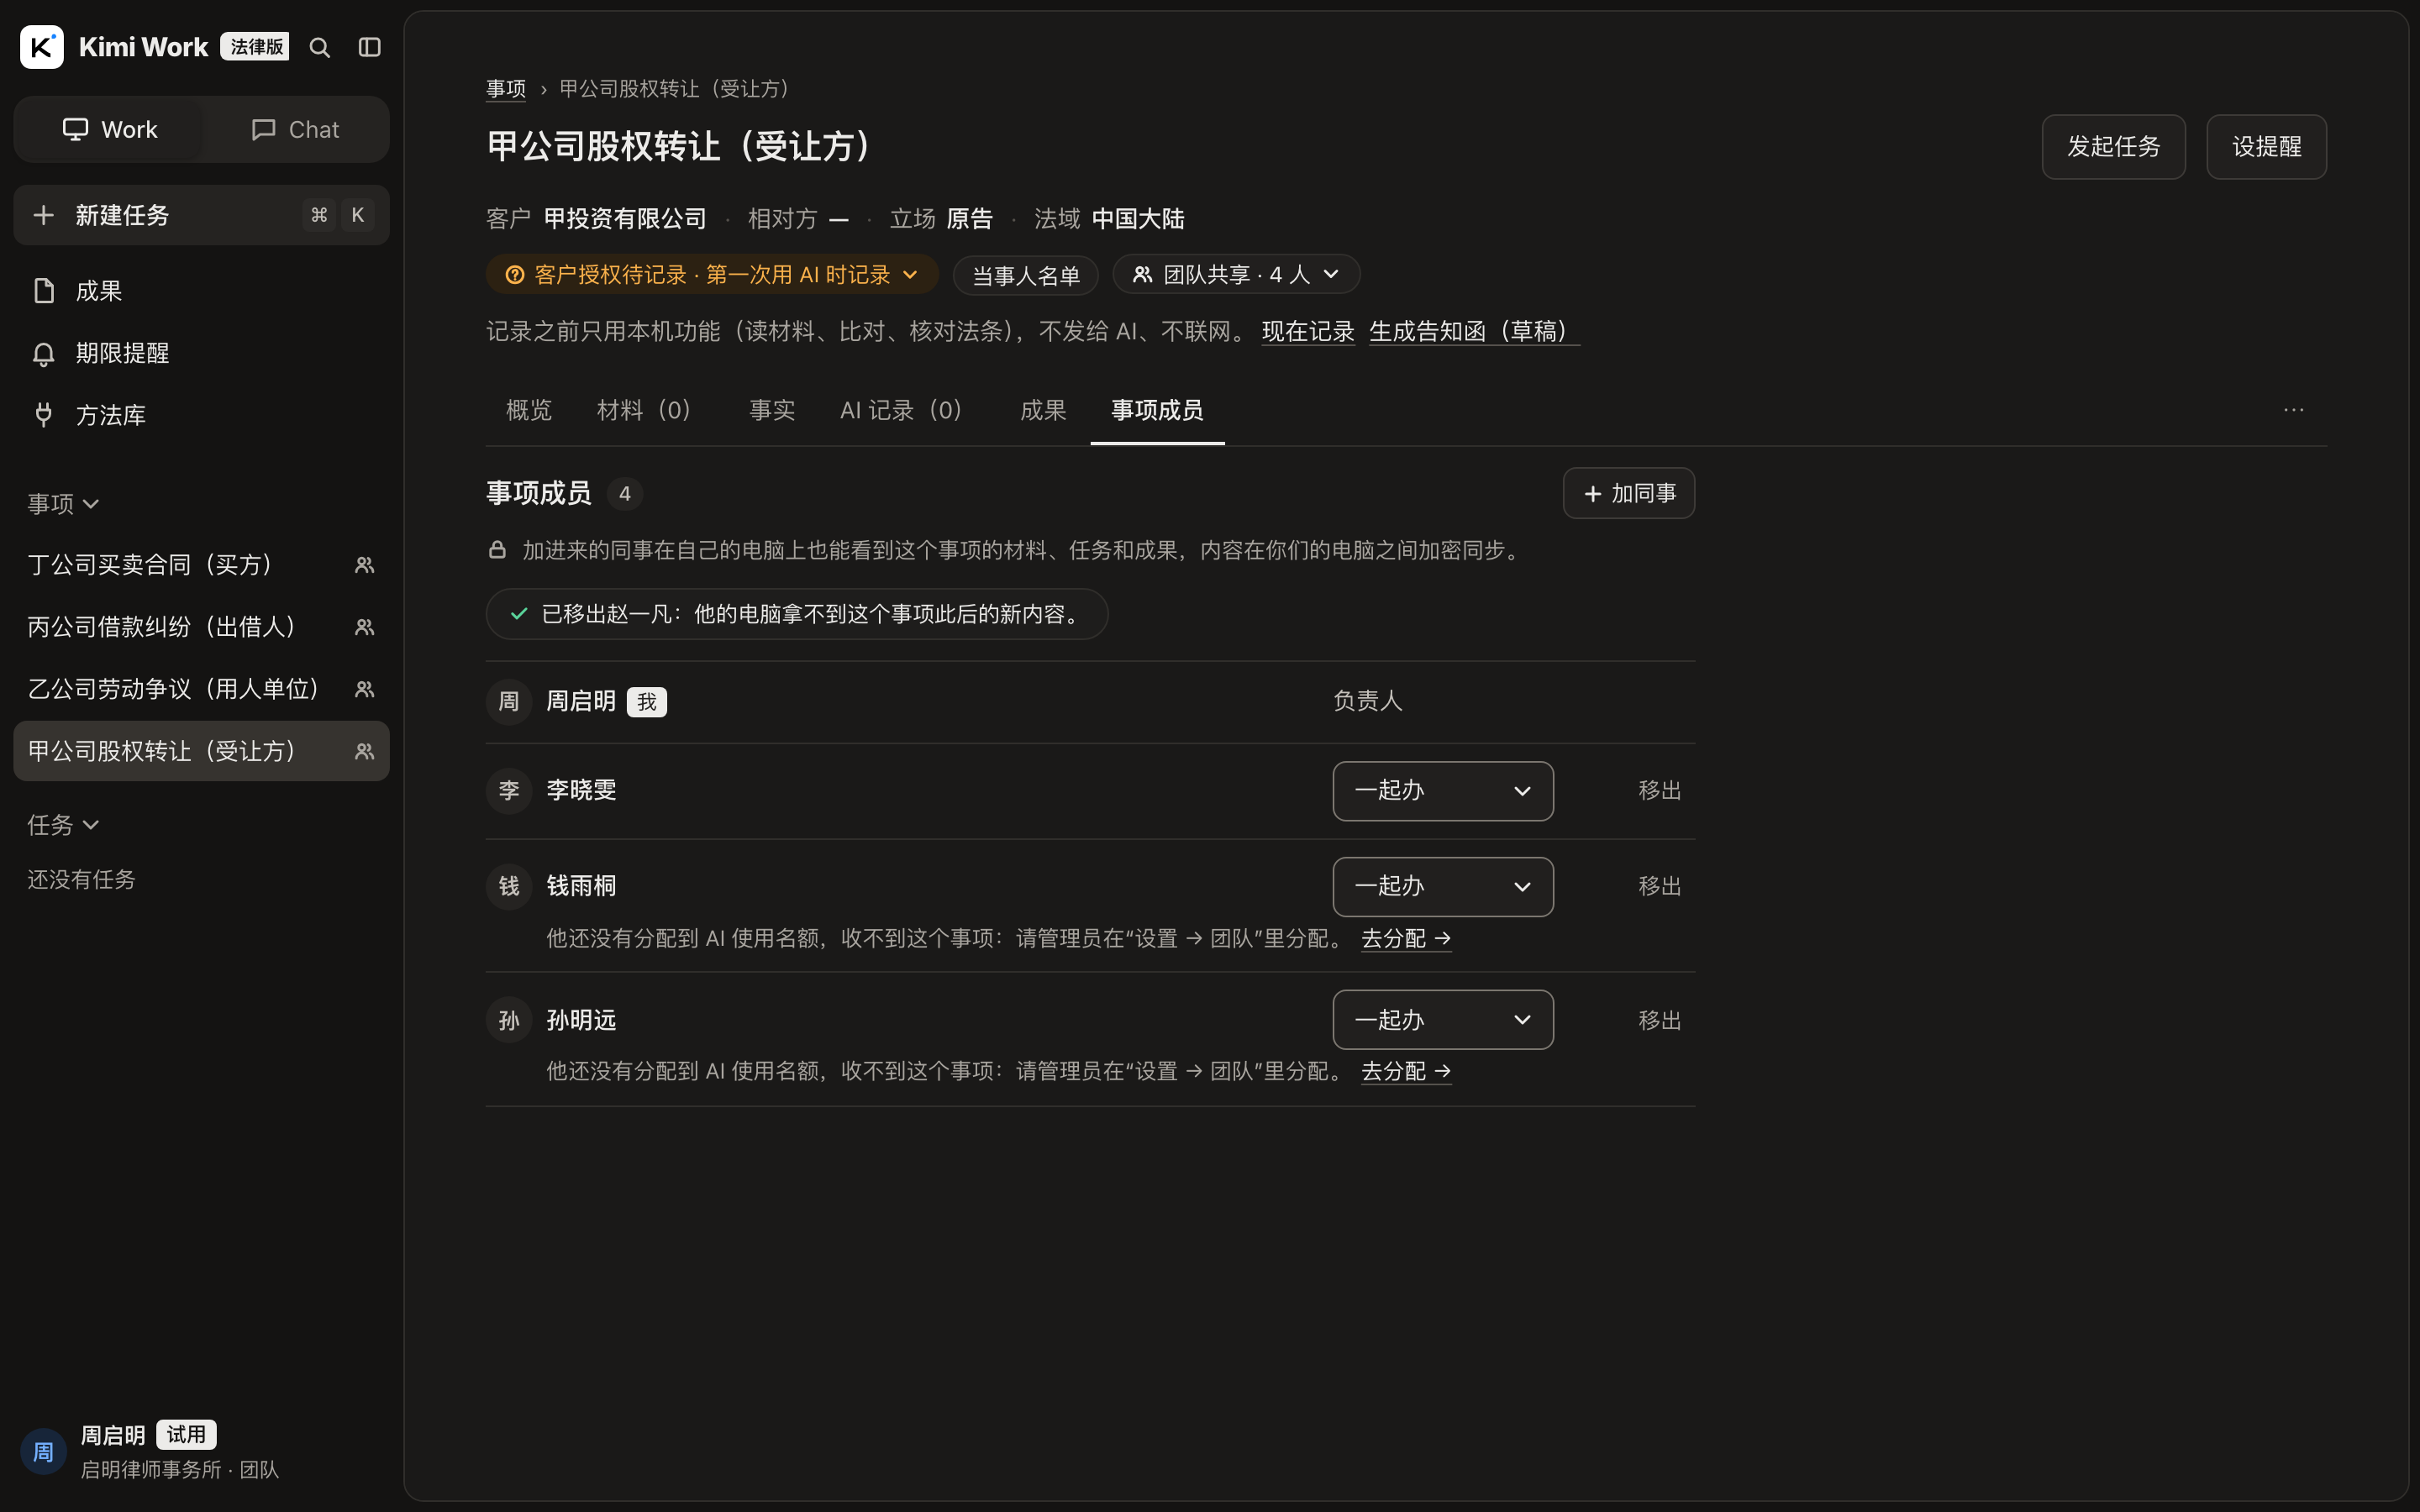 Kimi Work 法律版
Work
Chat
新建任务 ⌘ K
成果
期限提醒
方法库
事项
丁公司买卖合同（买方）
丙公司借款纠纷（出借人）
乙公司劳动争议（用人单位）
甲公司股权转让（受让方）
任务
还没有任务
周 周启明 试用
启明律师事务所 · 团队
事项 › 甲公司股权转让（受让方）
甲公司股权转让（受让方）
发起任务 设提醒
客户 甲投资有限公司 · 相对方 — · 立场 原告 · 法域 中国大陆
客户授权待记录 · 第一次用 AI 时记录 当事人名单 团队共享 · 4 人
记录之前只用本机功能（读材料、比对、核对法条），不发给 AI、不联网。 现在记录 生成告知函（草稿）
概览 材料（0） 事实 AI 记录（0） 成果 事项成员 ···
事项成员 4 + 加同事
加进来的同事在自己的电脑上也能看到这个事项的材料、任务和成果，内容在你们的电脑之间加密同步。
已移出赵一凡：他的电脑拿不到这个事项此后的新内容。
周 周启明 我 负责人
李 李晓雯 一起办 移出
钱 钱雨桐 一起办 移出
他还没有分配到 AI 使用名额，收不到这个事项：请管理员在“设置 → 团队”里分配。 去分配 →
孙 孙明远 一起办 移出
他还没有分配到 AI 使用名额，收不到这个事项：请管理员在“设置 → 团队”里分配。 去分配 →